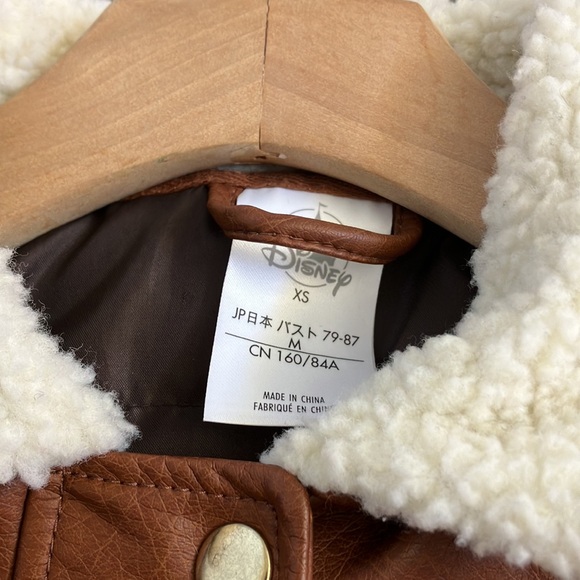 Disney
XS
JP日本 バスト 79-87
M
CN 160/84A
MADE IN CHINA
FABRIQUÉ EN